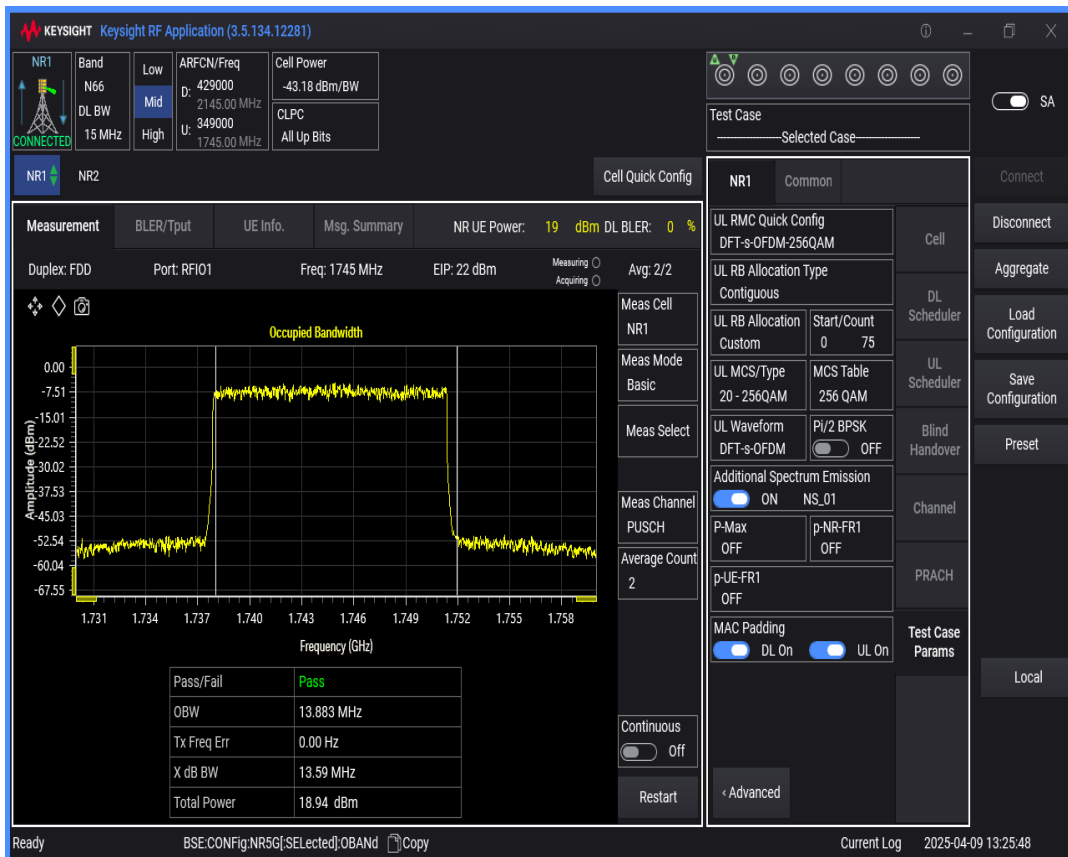 KEYSIGHT Keysight RF Application (3.5.134.12281)
NR1
CONNECTED
Band
N66
DL BW
15 MHz
Low
Mid
High
ARFCN/Freq
D: 429000
2145.00 MHz
U: 349000
1745.00 MHz
Cell Power
-43.18 dBm/BW
CLPC
All Up Bits
Test Case
Selected Case
SA
NR1 NR2 Cell Quick Config
Measurement BLER/Tput UE Info. Msg. Summary NR UE Power: 19 dBm DL BLER: 0 %
Duplex: FDD Port: RFIO1 Freq: 1745 MHz EIP: 22 dBm Measuring Acquiring Avg: 2/2
Occupied Bandwidth
Amplitude (dBm)
0.00
-7.51
-15.01
-22.52
-30.02
-37.53
-45.03
-52.54
-60.04
-67.55
1.731 1.734 1.737 1.740 1.743 1.746 1.749 1.752 1.755 1.758
Frequency (GHz)
Pass/Fail Pass
OBW 13.883 MHz
Tx Freq Err 0.00 Hz
X dB BW 13.59 MHz
Total Power 18.94 dBm
Meas Cell
NR1
Meas Mode
Basic
Meas Select
Meas Channel
PUSCH
Average Count
2
Continuous
Off
Restart
NR1 Common
UL RMC Quick Config
DFT-s-OFDM-256QAM
UL RB Allocation Type
Contiguous
UL RB Allocation Start/Count
Custom 0 75
UL MCS/Type MCS Table
20 - 256QAM 256 QAM
UL Waveform Pi/2 BPSK
DFT-s-OFDM OFF
Additional Spectrum Emission
ON NS_01
P-Max p-NR-FR1
OFF OFF
p-UE-FR1
OFF
MAC Padding
DL On UL On
‹ Advanced
Cell
DL
Scheduler
UL
Scheduler
Blind
Handover
Channel
PRACH
Test Case
Params
Connect
Disconnect
Aggregate
Load
Configuration
Save
Configuration
Preset
Local
Ready BSE:CONFig:NR5G[:SELected]:OBANd Copy Current Log 2025-04-09 13:25:48